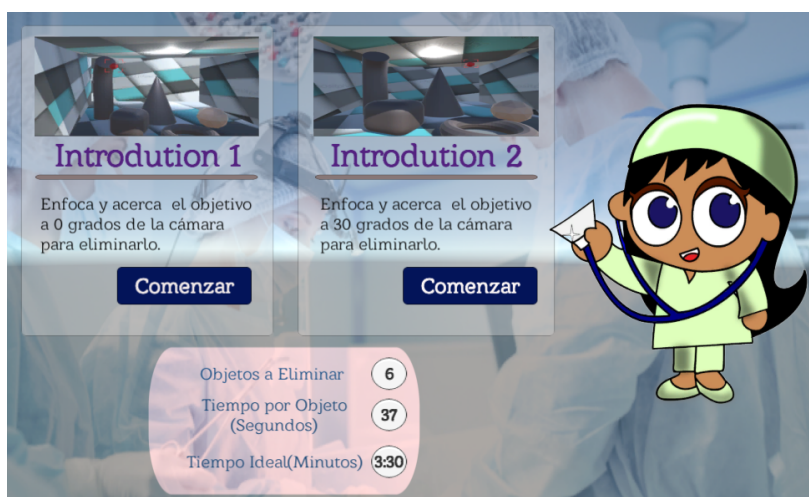 Introdution 1
Enfoca y acerca el objetivo
a 0 grados de la cámara
para eliminarlo.
Comenzar
Introdution 2
Enfoca y acerca el objetivo
a 30 grados de la cámara
para eliminarlo.
Comenzar
Objetos a Eliminar 6
Tiempo por Objeto
(Segundos) 37
Tiempo Ideal(Minutos) 3:30